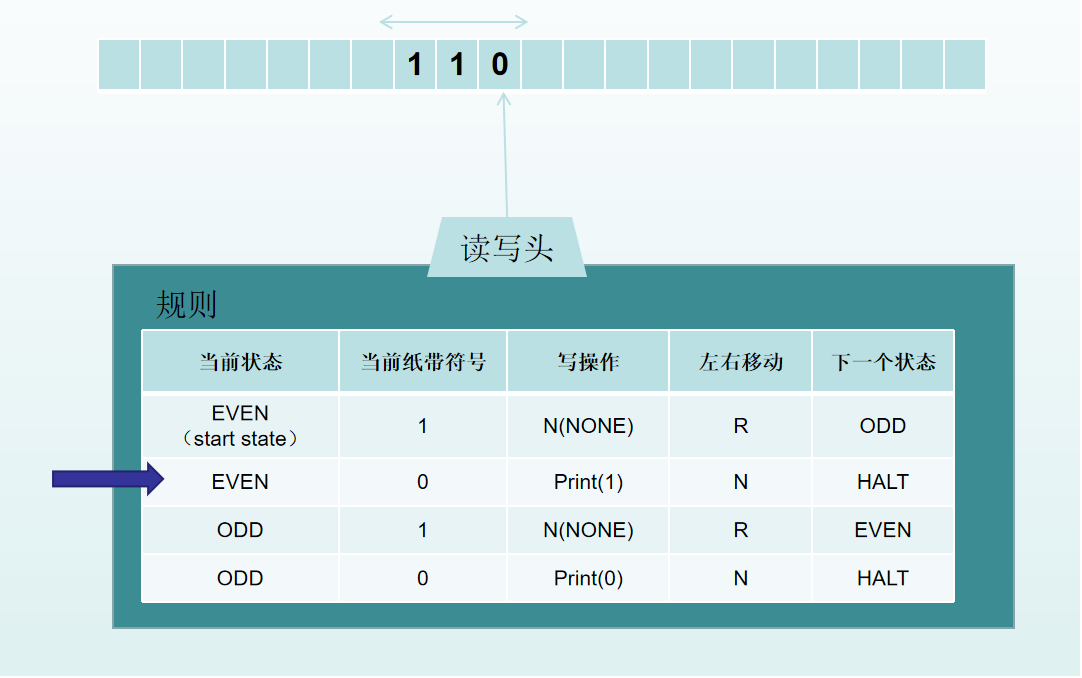 1 1 0
读写头
规则
当前状态 当前纸带符号 写操作 左右移动 下一个状态
EVEN
（start state） 1 N(NONE) R ODD
EVEN 0 Print(1) N HALT
ODD 1 N(NONE) R EVEN
ODD 0 Print(0) N HALT